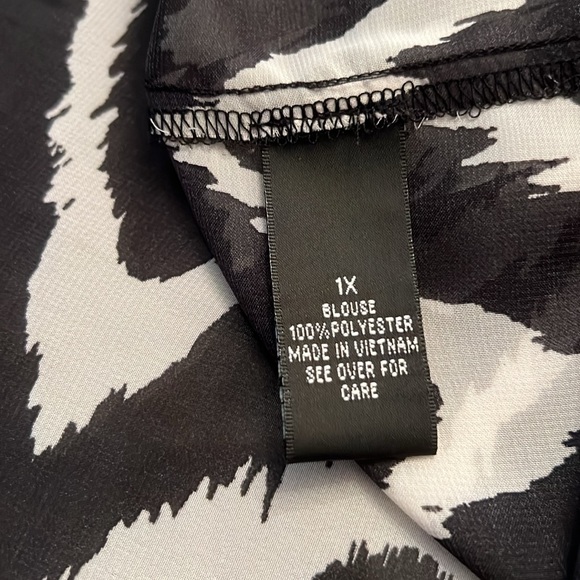 1X
BLOUSE
100%POLYESTER
MADE IN VIETNAM
SEE OVER FOR
CARE